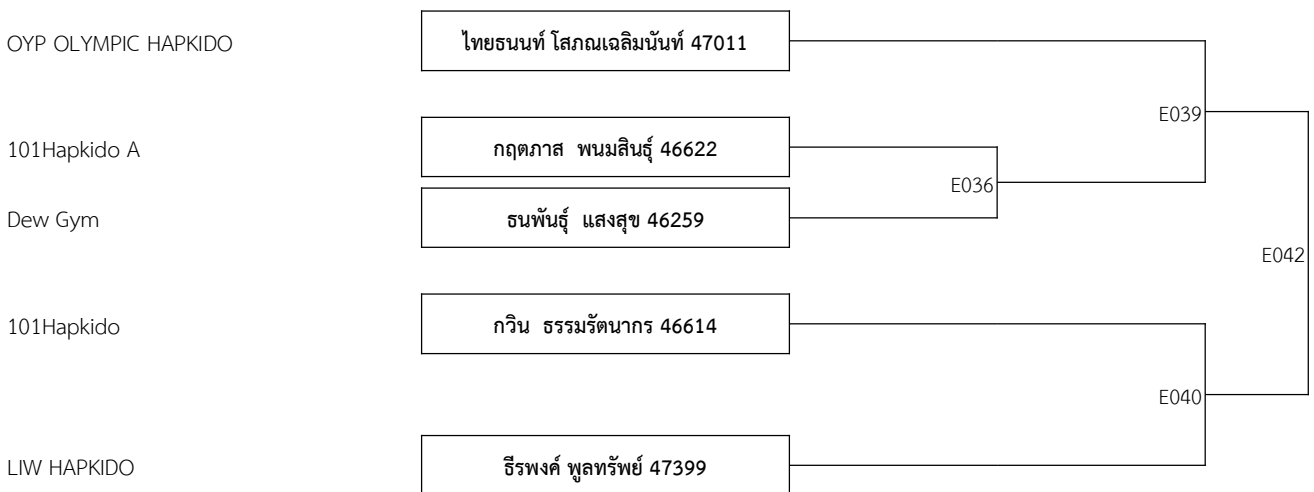 OYP OLYMPIC HAPKIDO ไทยธนนท์ โสภณเฉลิมนันท์ 47011
E039
101Hapkido A กฤตภาส พนมสินธุ์ 46622
E036
Dew Gym ธนพันธุ์ แสงสุข 46259
E042
101Hapkido กวิน ธรรมรัตนากร 46614
E040
LIW HAPKIDO ธีรพงค์ พูลทรัพย์ 47399